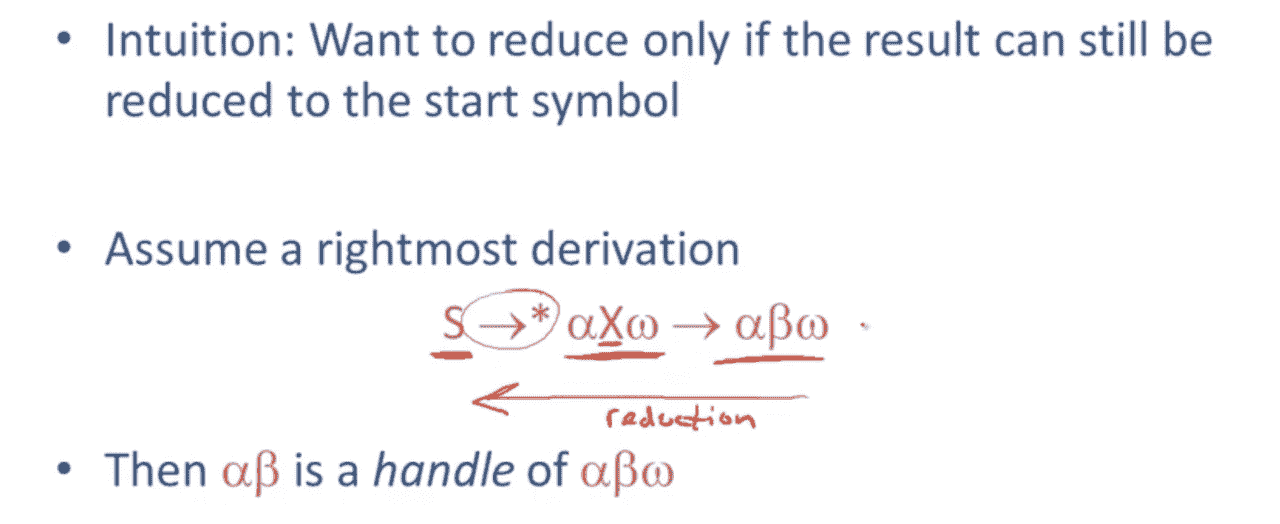 • Intuition: Want to reduce only if the result can still be
reduced to the start symbol
• Assume a rightmost derivation
S →* αXω → αβω
reduction
• Then αβ is a handle of αβω